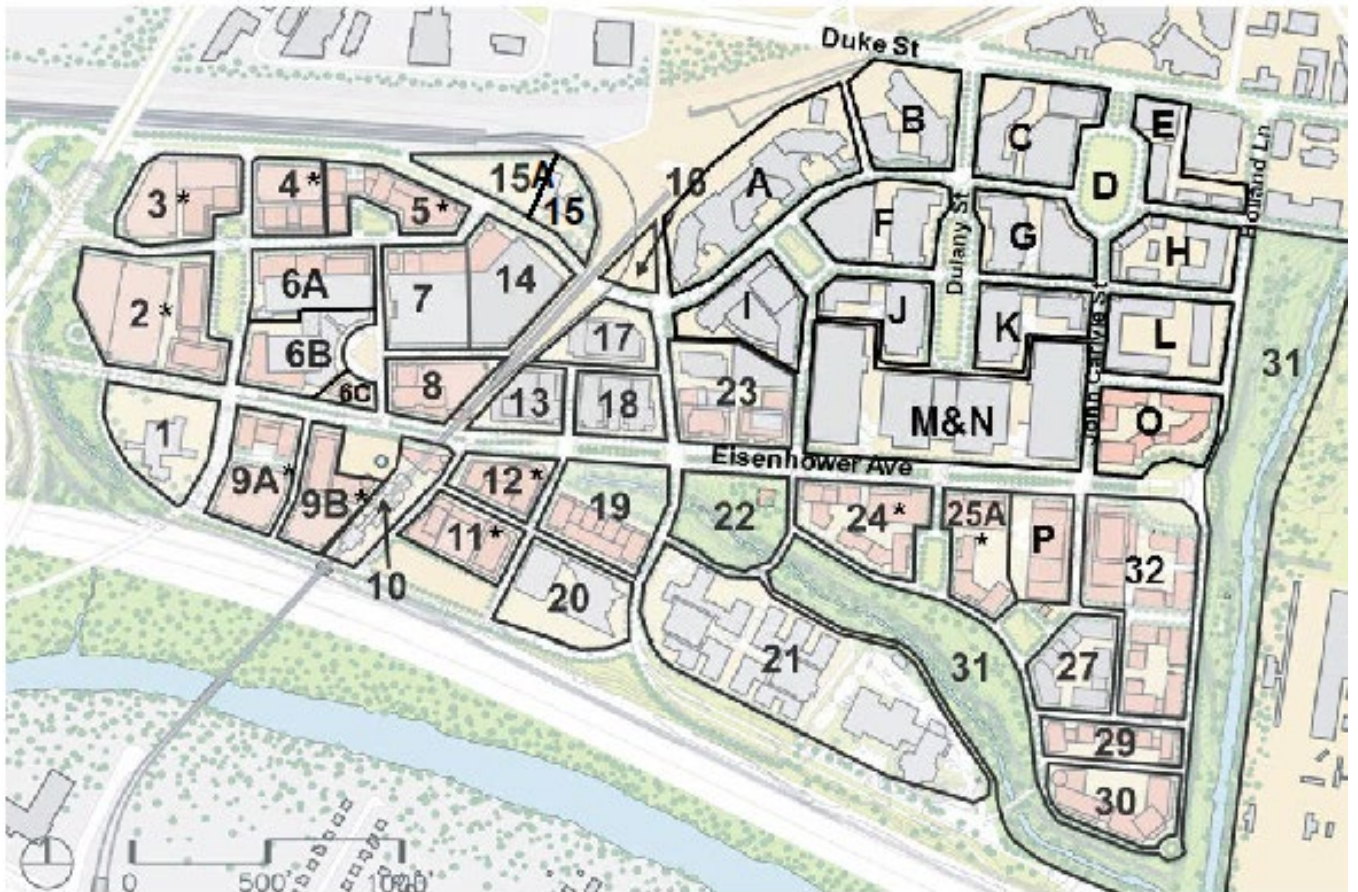 Duke St
B
C
E
Holland Ln
15A
15
16
A
D
3 *
4 *
5 *
F
Dulany St
G
H
6A
7
14
I
J
K
John Carlyle St
L
31
2 *
6B
17
6C
8
13
18
23
M&N
O
1
Eisenhower Ave
9A *
9B *
12 *
19
22
24 *
25A
*
P
32
11 *
10
20
21
31
27
29
30
0
500'
1000'